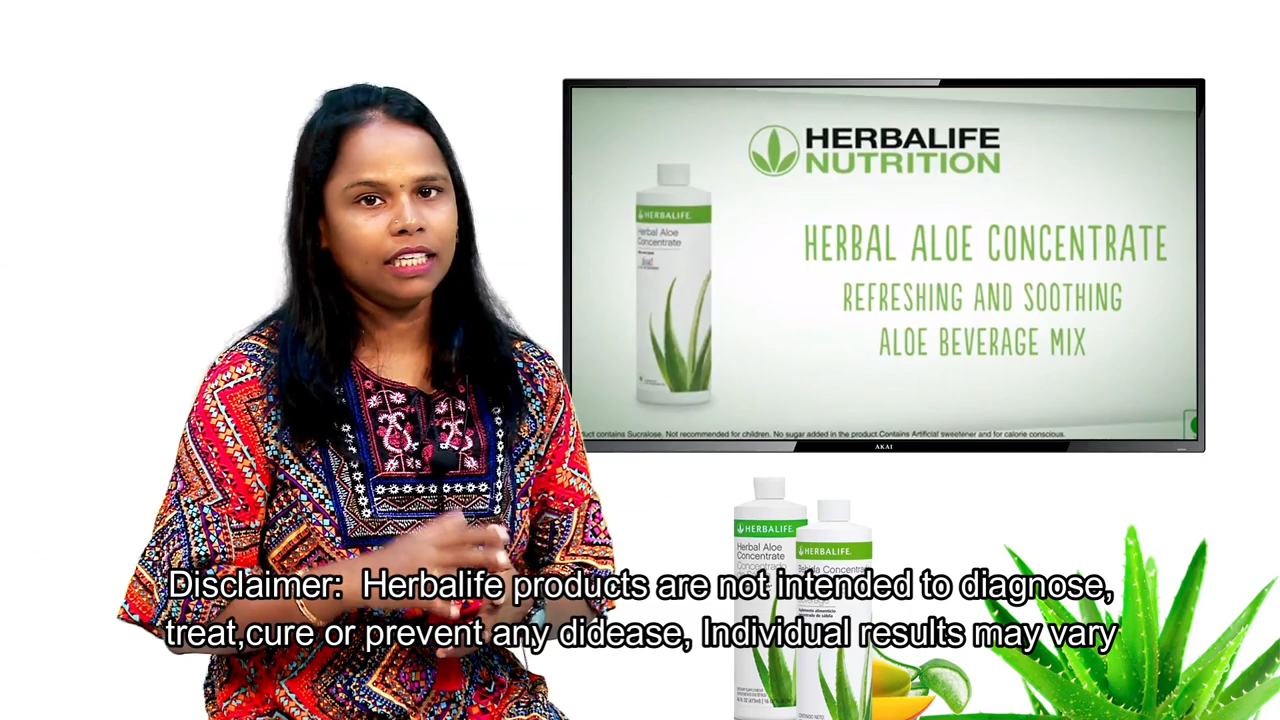 HERBALIFE
NUTRITION
HERBAL ALOE CONCENTRATE
REFRESHING AND SOOTHING
ALOE BEVERAGE MIX
HERBALIFE
Herbal Aloe
Concentrate
contains Sucralose. Not recommended for children. No sugar added in the product Contains Artificial sweetener and for calorie conscious.
AKAI
HERBALIFE
Herbal Aloe
Concentrate
HERBALIFE
Disclaimer: Herbalife products are not intended to diagnose,
treat,cure or prevent any didease, Individual results may vary